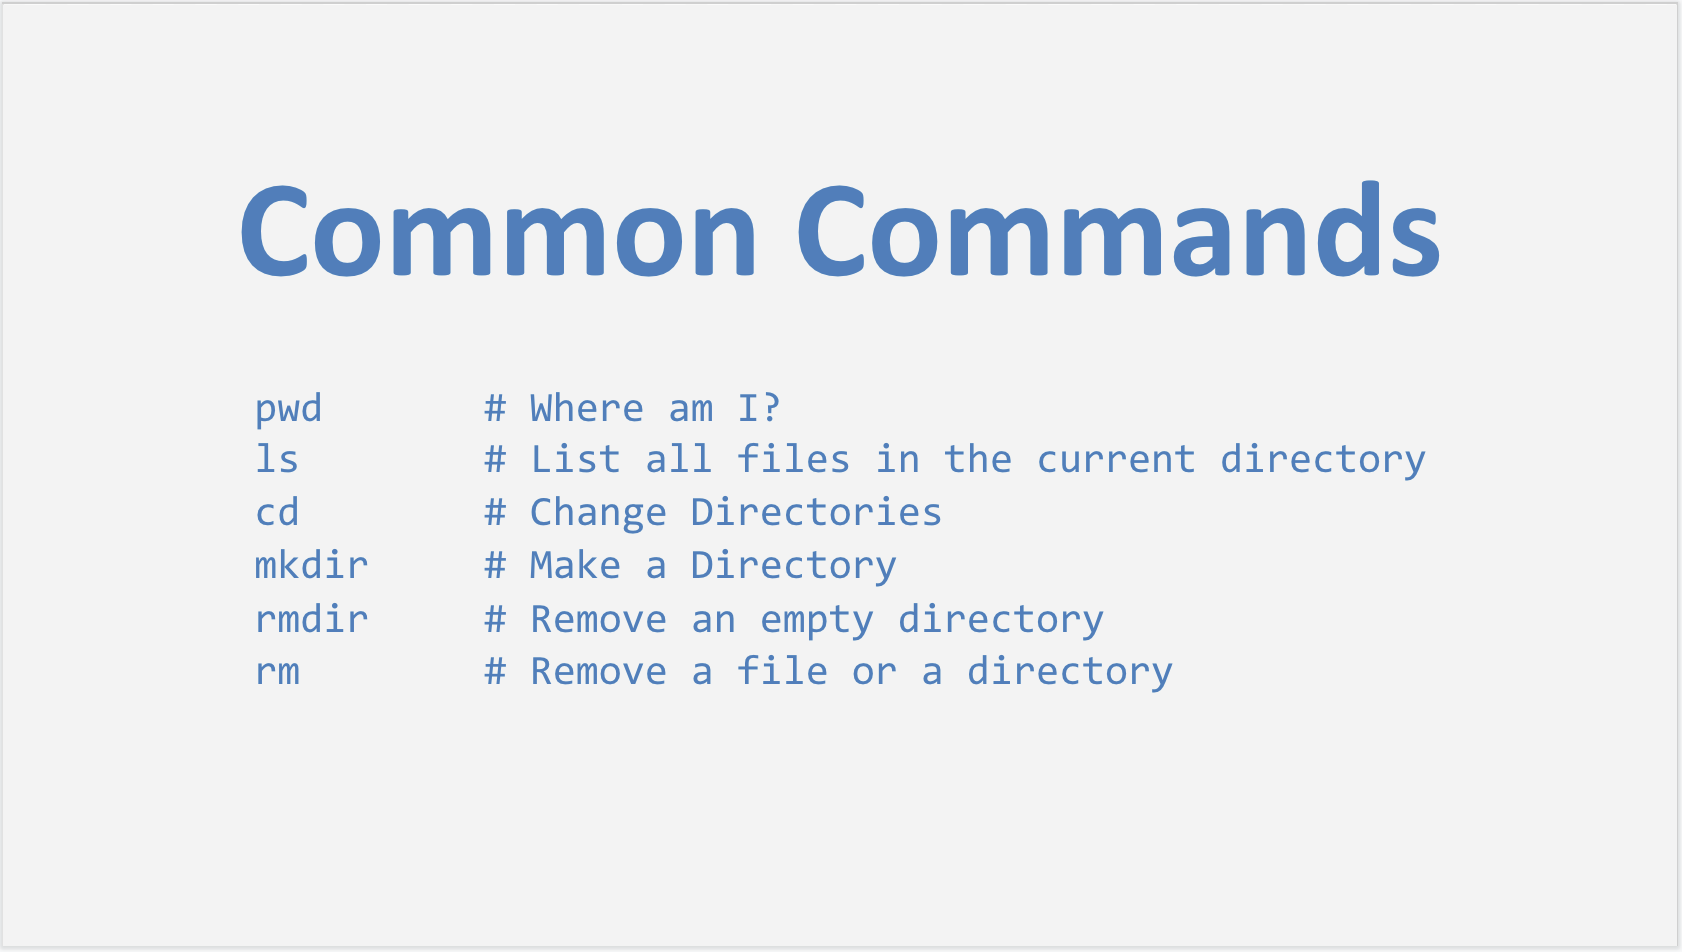 Common Commands
pwd       # Where am I?
ls        # List all files in the current directory
cd        # Change Directories
mkdir     # Make a Directory
rmdir     # Remove an empty directory
rm        # Remove a file or a directory